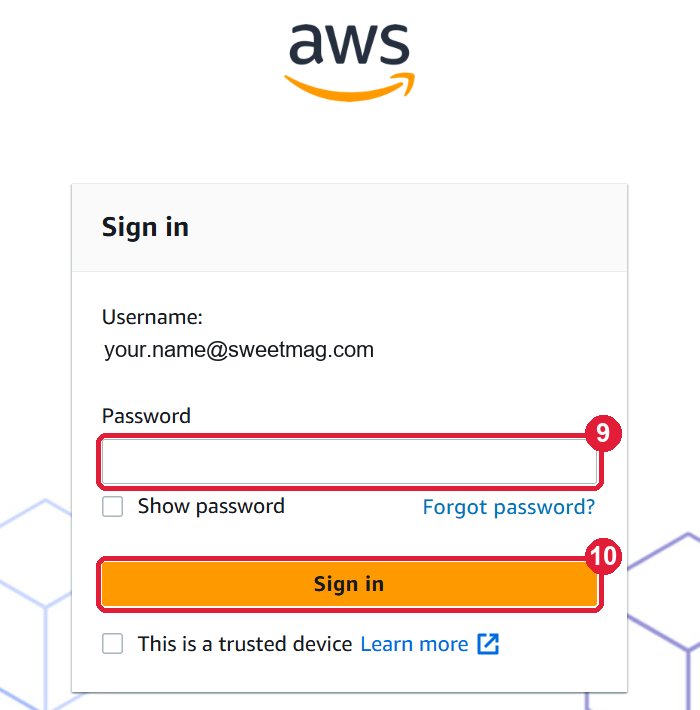 aws
Sign in
Username:
your.name@sweetmag.com
Password
9
Show password Forgot password?
10
Sign in
This is a trusted device Learn more